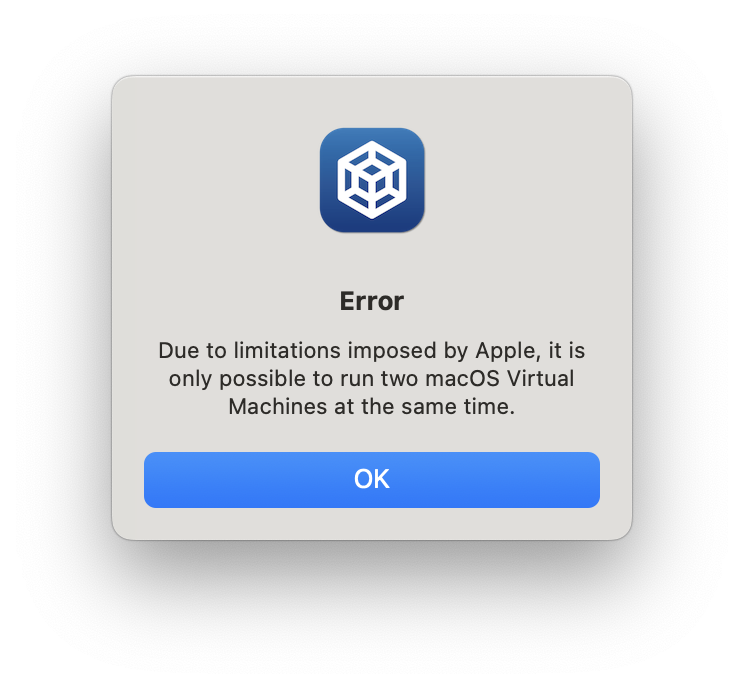 Error
Due to limitations imposed by Apple, it is
only possible to run two macOS Virtual
Machines at the same time.
OK